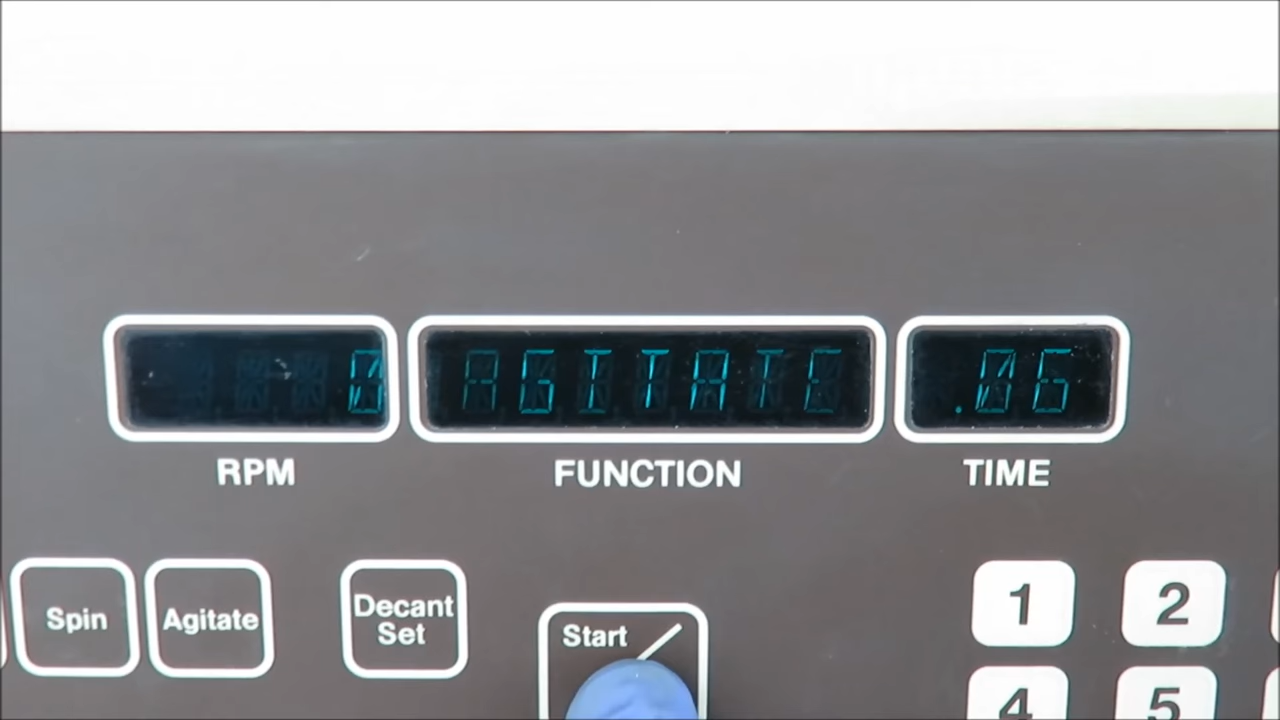 0 AGITATE .06
RPM FUNCTION TIME
Spin Agitate Decant Set 1 2
Start /
4 5